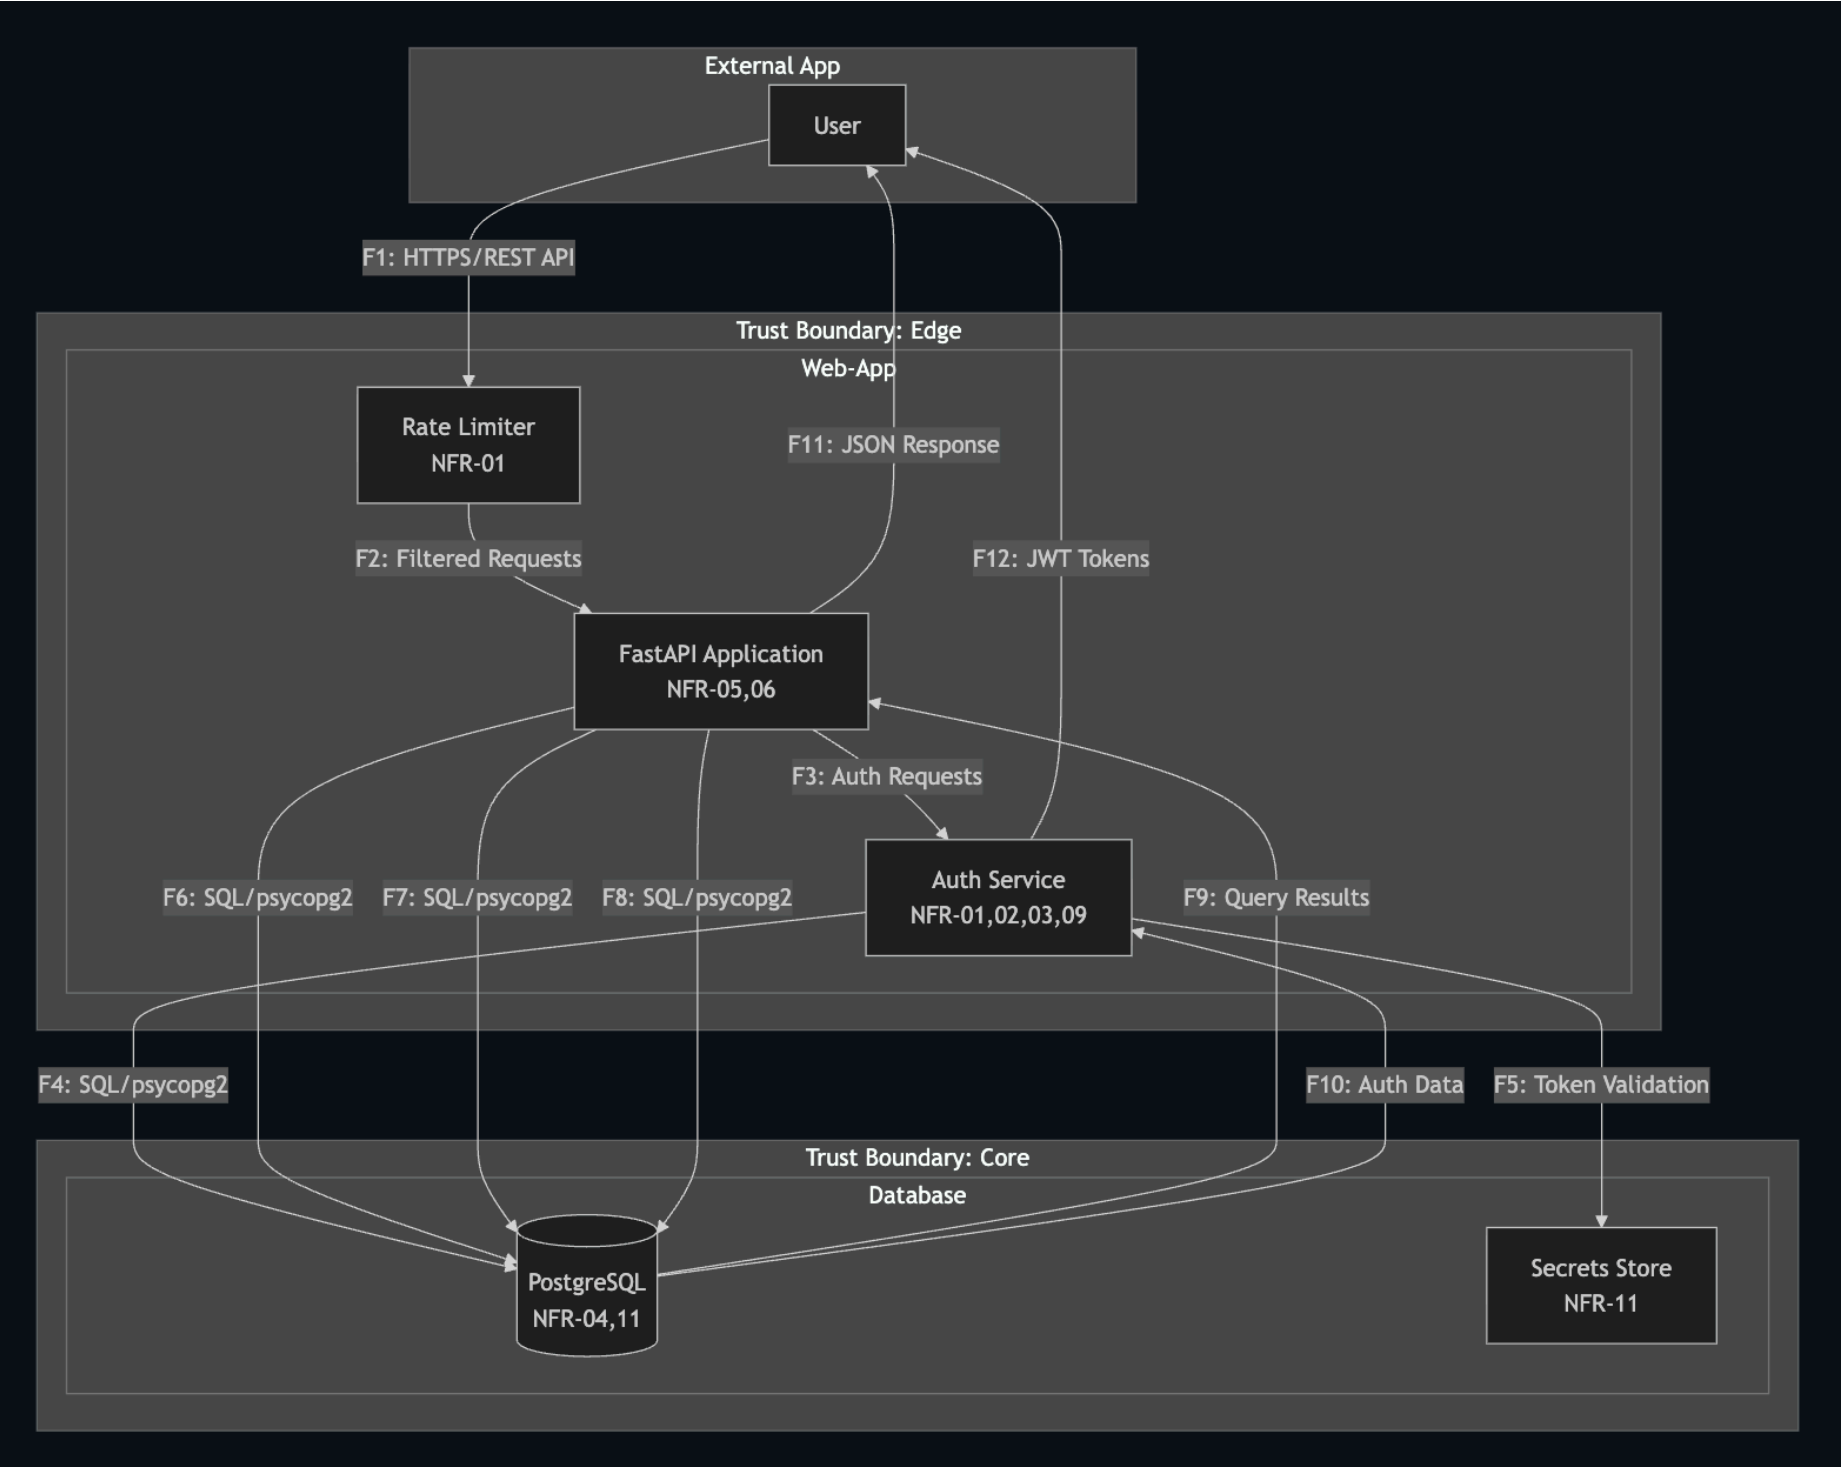 External App
User
F1: HTTPS/REST API
Trust Boundary: Edge
Web-App
Rate Limiter
NFR-01
F11: JSON Response
F2: Filtered Requests
F12: JWT Tokens
FastAPI Application
NFR-05,06
F3: Auth Requests
F6: SQL/psycopg2
F7: SQL/psycopg2
F8: SQL/psycopg2
Auth Service
NFR-01,02,03,09
F9: Query Results
F4: SQL/psycopg2
F10: Auth Data
F5: Token Validation
Trust Boundary: Core
Database
PostgreSQL
NFR-04,11
Secrets Store
NFR-11